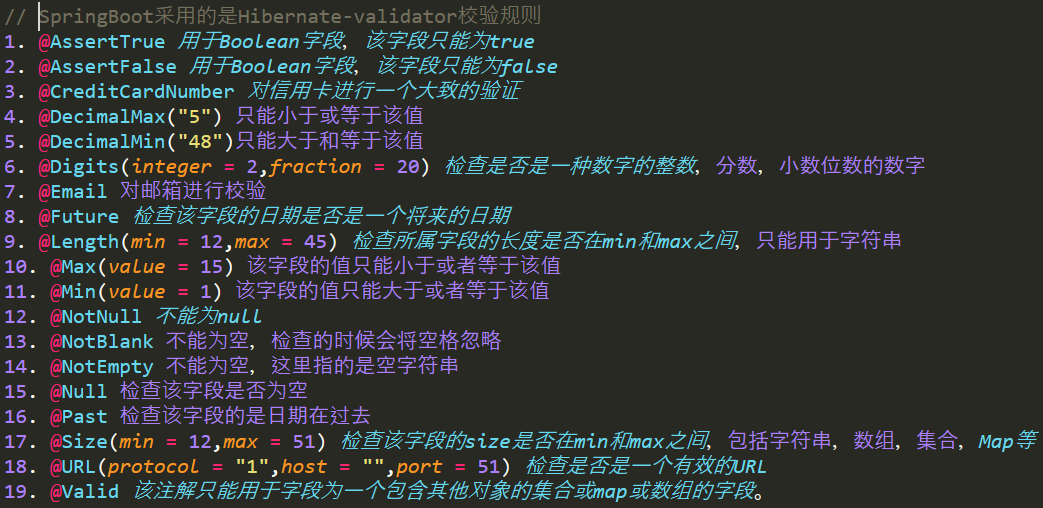 // SpringBoot采用的是Hibernate-validator校验规则
1. @AssertTrue 用于Boolean字段, 该字段只能为true
2. @AssertFalse 用于Boolean字段, 该字段只能为false
3. @CreditCardNumber 对信用卡进行一个大致的验证
4. @DecimalMax("5") 只能小于或等于该值
5. @DecimalMin("48")只能大于和等于该值
6. @Digits(integer = 2,fraction = 20) 检查是否是一种数字的整数, 分数, 小数位数的数字
7. @Email 对邮箱进行校验
8. @Future 检查该字段的日期是否是一个将来的日期
9. @Length(min = 12,max = 45) 检查所属字段的长度是否在min和max之间, 只能用于字符串
10. @Max(value = 15) 该字段的值只能小于或者等于该值
11. @Min(value = 1) 该字段的值只能大于或者等于该值
12. @NotNull 不能为null
13. @NotBlank 不能为空, 检查的时候会将空格忽略
14. @NotEmpty 不能为空, 这里指的是空字符串
15. @Null 检查该字段是否为空
16. @Past 检查该字段的是日期在过去
17. @Size(min = 12,max = 51) 检查该字段的size是否在min和max之间, 包括字符串, 数组, 集合, Map等
18. @URL(protocol = "1",host = "",port = 51) 检查是否是一个有效的URL
19. @Valid 该注解只能用于字段为一个包含其他对象的集合或map或数组的字段。